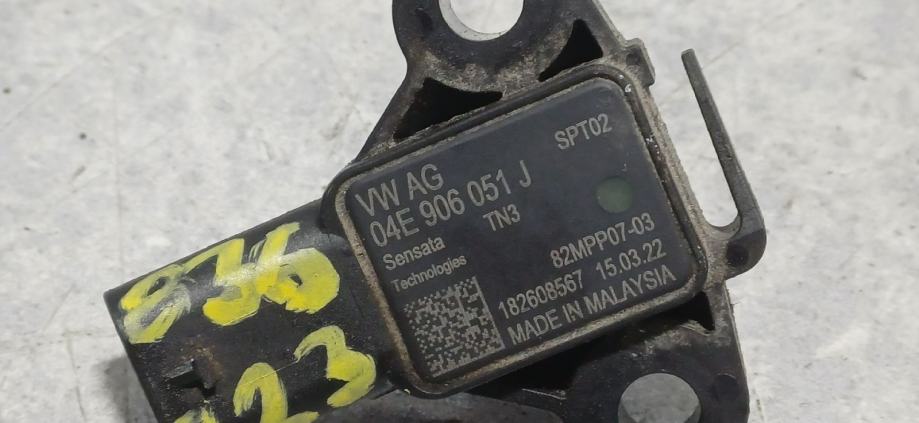 SPT02
VW AG
04E 906 051 J
TN3
Sensata
Technologies
82MPP07-03
182608567 15.03.22
MADE IN MALAYSIA
836
23